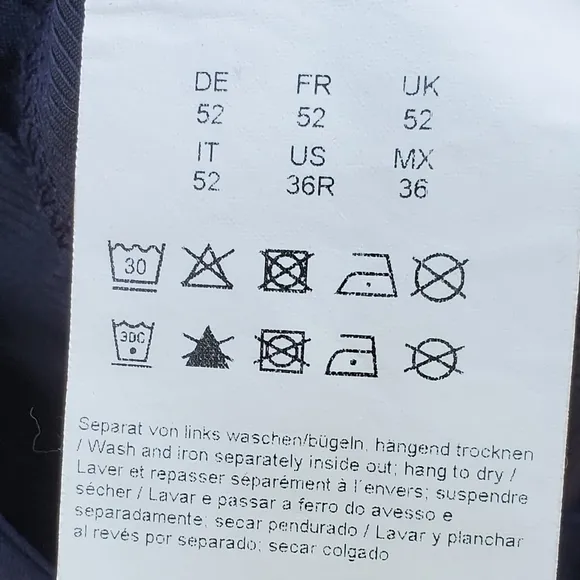 DE FR UK
52 52 52
IT US MX
52 36R 36
30
30C
Separat von links waschen/bügeln, hängend trocknen
/ Wash and iron separately inside out; hang to dry /
Laver et repasser séparément à l'envers; suspendre
sécher / Lavar e passar a ferro do avesso e
separadamente; secar pendurado / Lavar y planchar
al revés por separado; secar colgado